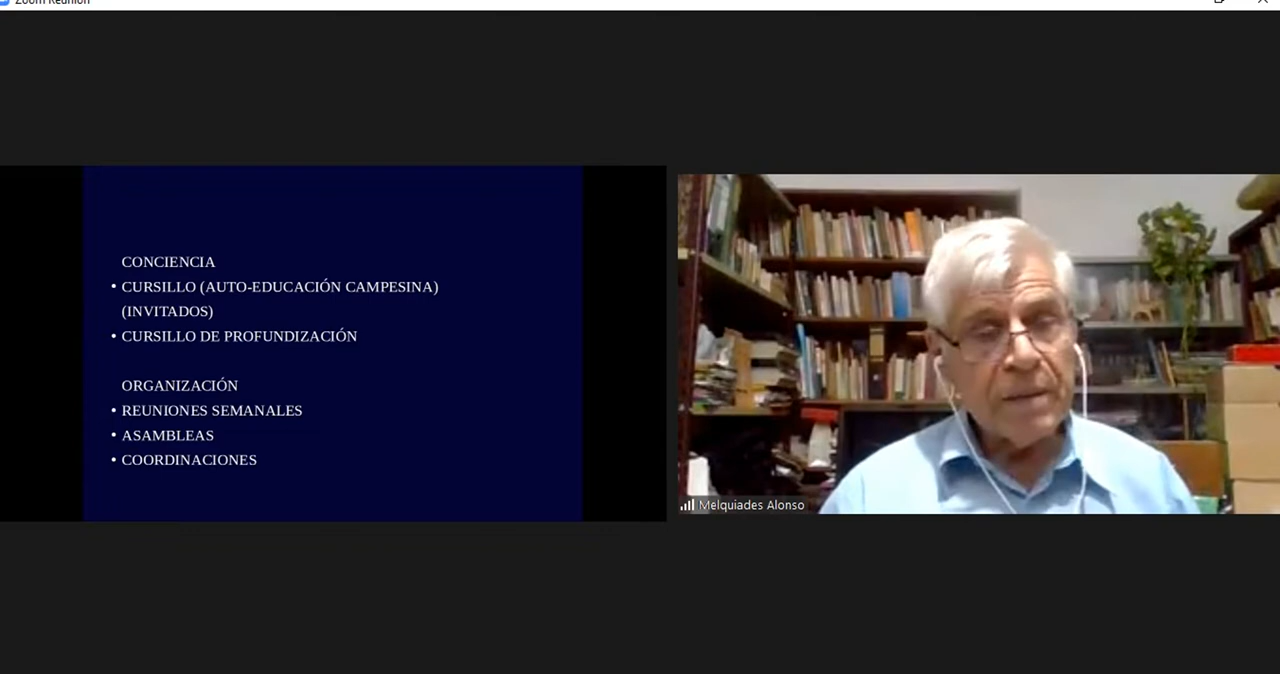 Zoom Reunión
CONCIENCIA
• CURSILLO (AUTO-EDUCACIÓN CAMPESINA)
(INVITADOS)
• CURSILLO DE PROFUNDIZACIÓN
ORGANIZACIÓN
• REUNIONES SEMANALES
• ASAMBLEAS
• COORDINACIONES
Melquiades Alonso